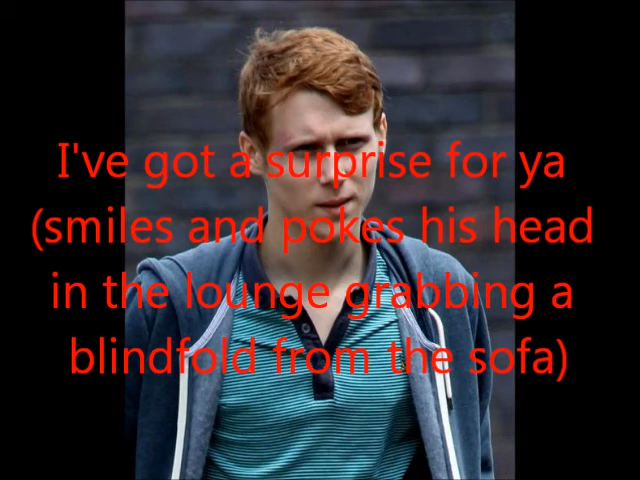 I've got a surprise for ya
(smiles and pokes his head
in the lounge grabbing a
blindfold from the sofa)